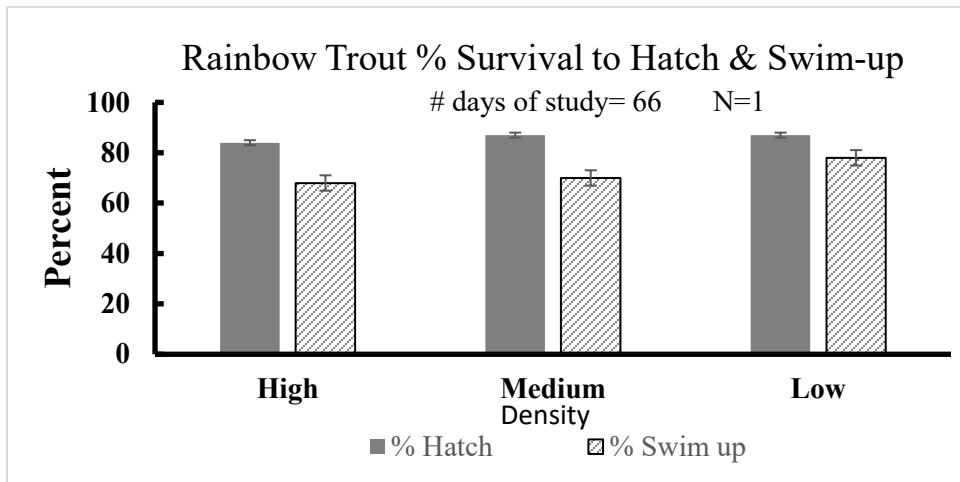 Rainbow Trout % Survival to Hatch & Swim-up
# days of study= 66 N=1
100
80
60
40
20
0
Percent
High Medium Low
Density
% Hatch % Swim up